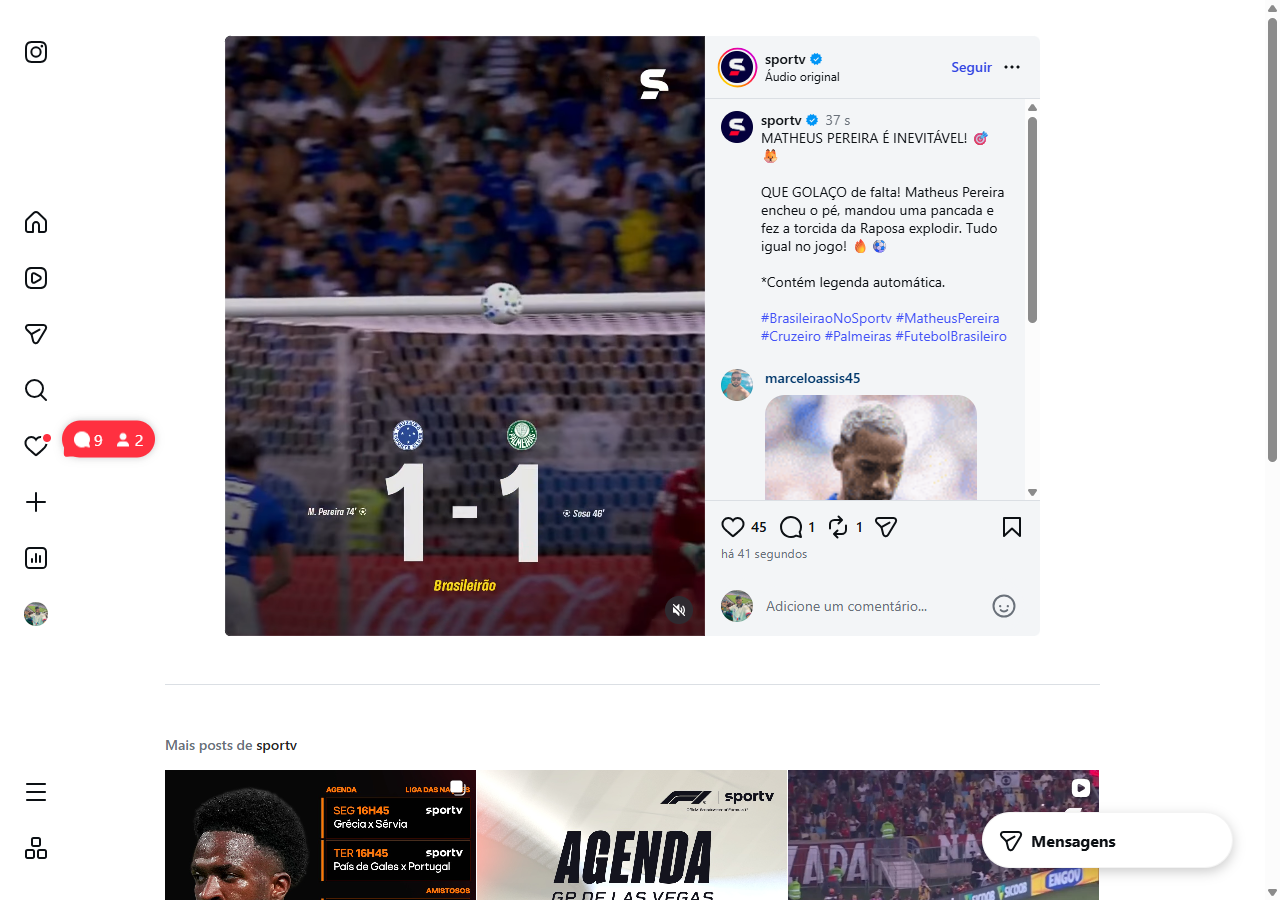 sportv
Áudio original
Seguir
sportv 37 s
MATHEUS PEREIRA É INEVITÁVEL! 🎯
🦊
QUE GOLAÇO de falta! Matheus Pereira
encheu o pé, mandou uma pancada e
fez a torcida da Raposa explodir. Tudo
igual no jogo! 🔥 ⚽
*Contém legenda automática.
#BrasileiraoNoSportv #MatheusPereira
#Cruzeiro #Palmeiras #FutebolBrasileiro
marceloassis45
1 - 1
M. Pereira 74'
Sosa 46'
Brasileirão
9 2
45 1 1
há 41 segundos
Adicione um comentário...
Mais posts de sportv
AGENDA
SEG 16H45 sportv
Grécia x Sérvia
TER 16H45 sportv
País de Gales x Portugal
AMISTOSOS
F1 sportv
AGENDA
GP DE LAS VEGAS
ENGOV
Mensagens